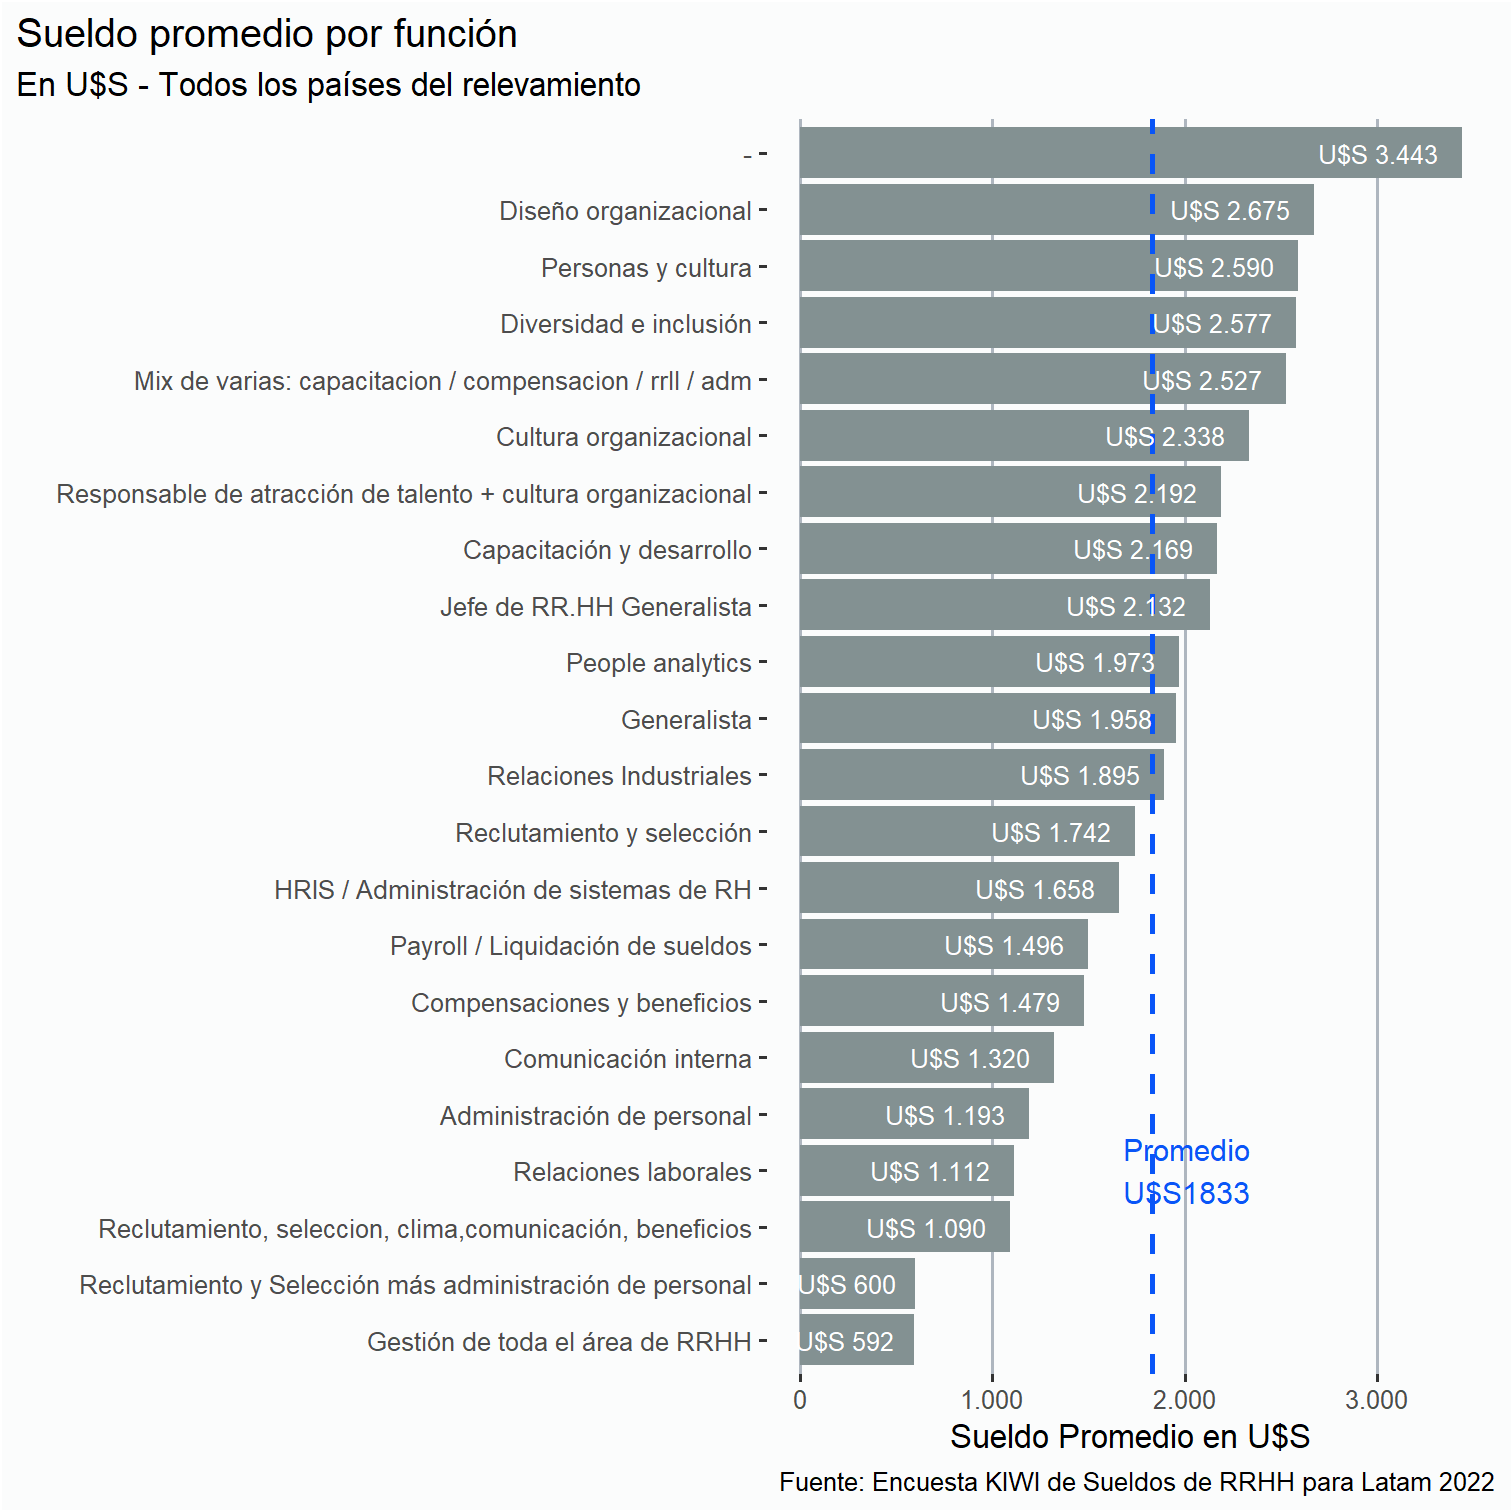 Sueldo promedio por función
En U$S - Todos los países del relevamiento
- U$S 3.443
Diseño organizacional U$S 2.675
Personas y cultura U$S 2.590
Diversidad e inclusión U$S 2.577
Mix de varias: capacitacion / compensacion / rrll / adm U$S 2.527
Cultura organizacional U$S 2.338
Responsable de atracción de talento + cultura organizacional U$S 2.192
Capacitación y desarrollo U$S 2.169
Jefe de RR.HH Generalista U$S 2.132
People analytics U$S 1.973
Generalista U$S 1.958
Relaciones Industriales U$S 1.895
Reclutamiento y selección U$S 1.742
HRIS / Administración de sistemas de RH U$S 1.658
Payroll / Liquidación de sueldos U$S 1.496
Compensaciones y beneficios U$S 1.479
Comunicación interna U$S 1.320
Administración de personal U$S 1.193
Promedio
Relaciones laborales U$S 1.112
U$S1833
Reclutamiento, seleccion, clima,comunicación, beneficios U$S 1.090
Reclutamiento y Selección más administración de personal U$S 600
Gestión de toda el área de RRHH U$S 592
0 1.000 2.000 3.000
Sueldo Promedio en U$S
Fuente: Encuesta KIWI de Sueldos de RRHH para Latam 2022